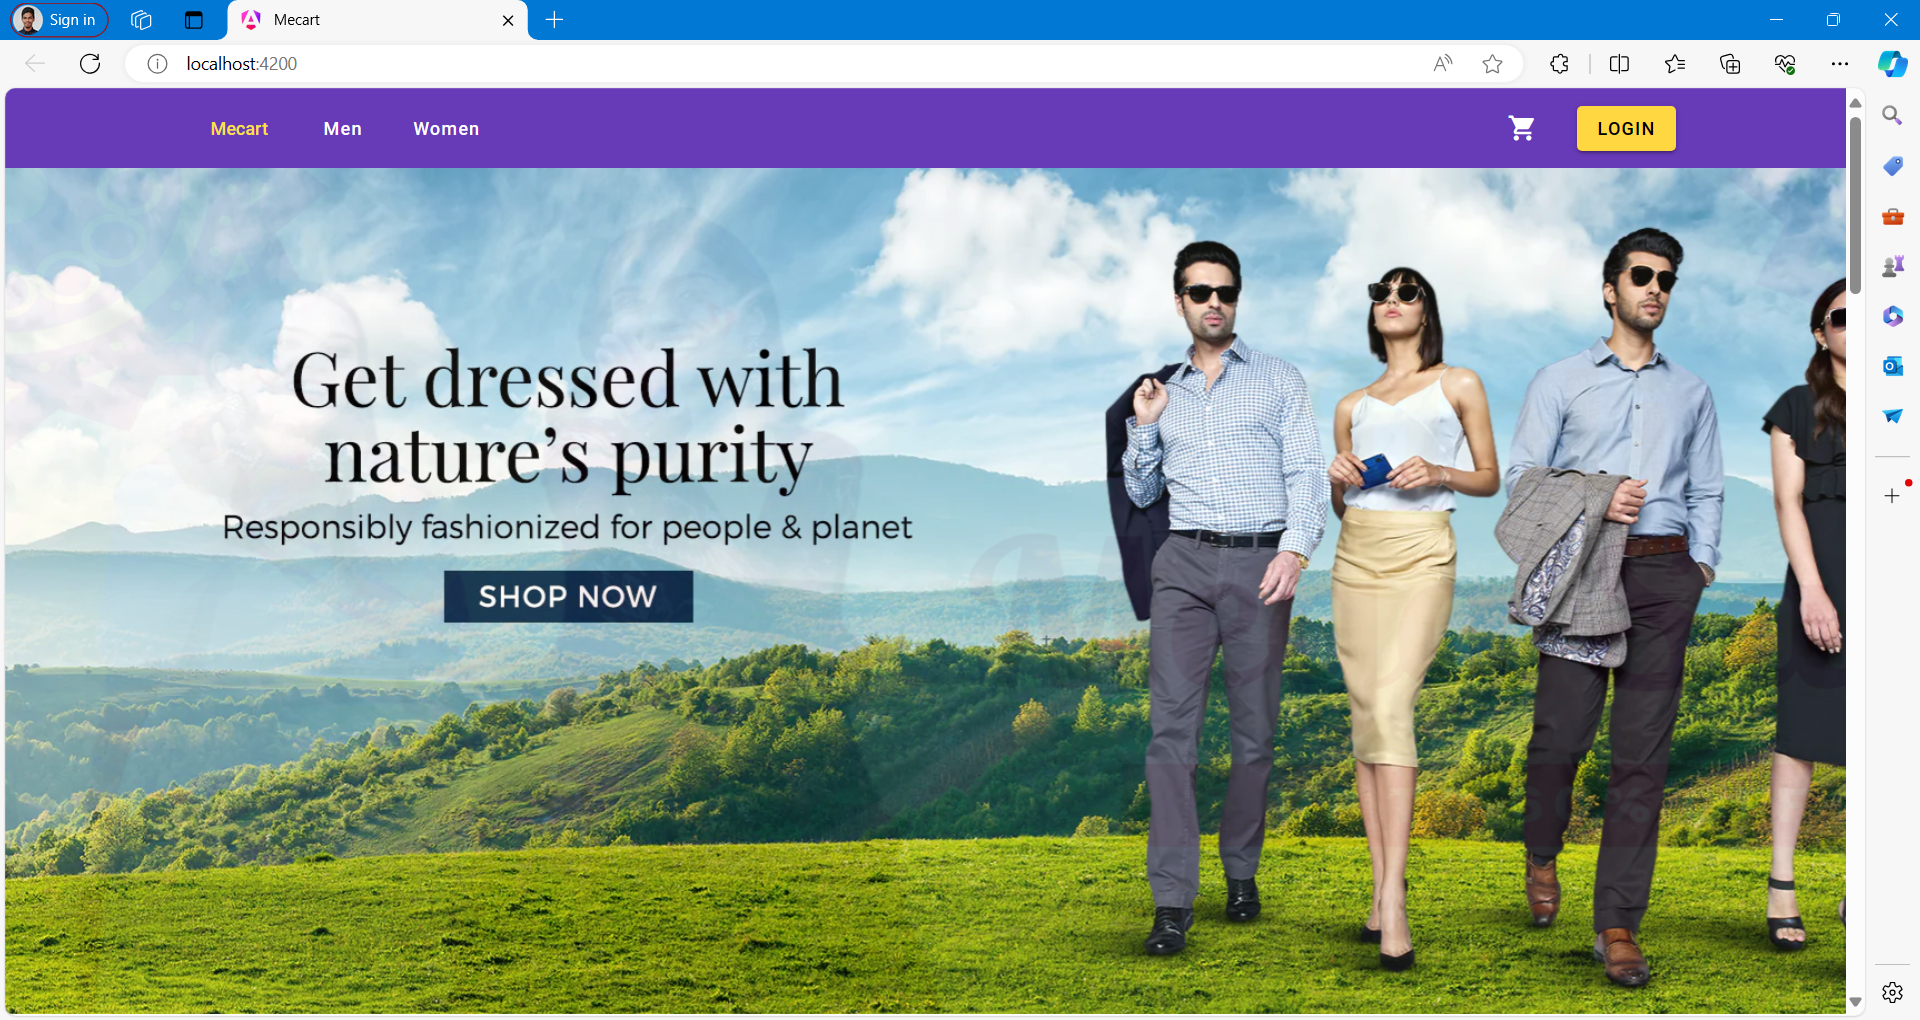 Sign in
Mecart
localhost:4200
Mecart Men Women LOGIN
Get dressed with
nature's purity
Responsibly fashionized for people & planet
SHOP NOW